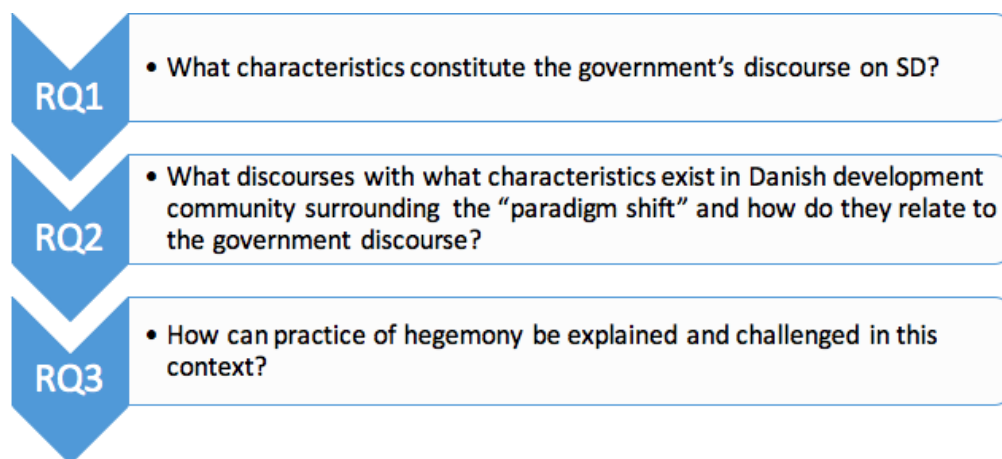 RQ1
• What characteristics constitute the government’s discourse on SD?
RQ2
• What discourses with what characteristics exist in Danish development
community surrounding the “paradigm shift” and how do they relate to
the government discourse?
RQ3
• How can practice of hegemony be explained and challenged in this
context?